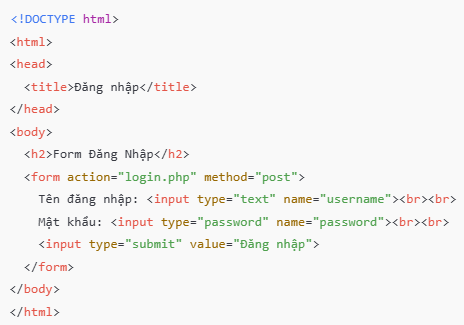 <!DOCTYPE html>
<html>
<head>
  <title>Đăng nhập</title>
</head>
<body>
  <h2>Form Đăng Nhập</h2>
  <form action="login.php" method="post">
    Tên đăng nhập: <input type="text" name="username"><br><br>
    Mật khẩu: <input type="password" name="password"><br><br>
    <input type="submit" value="Đăng nhập">
  </form>
</body>
</html>